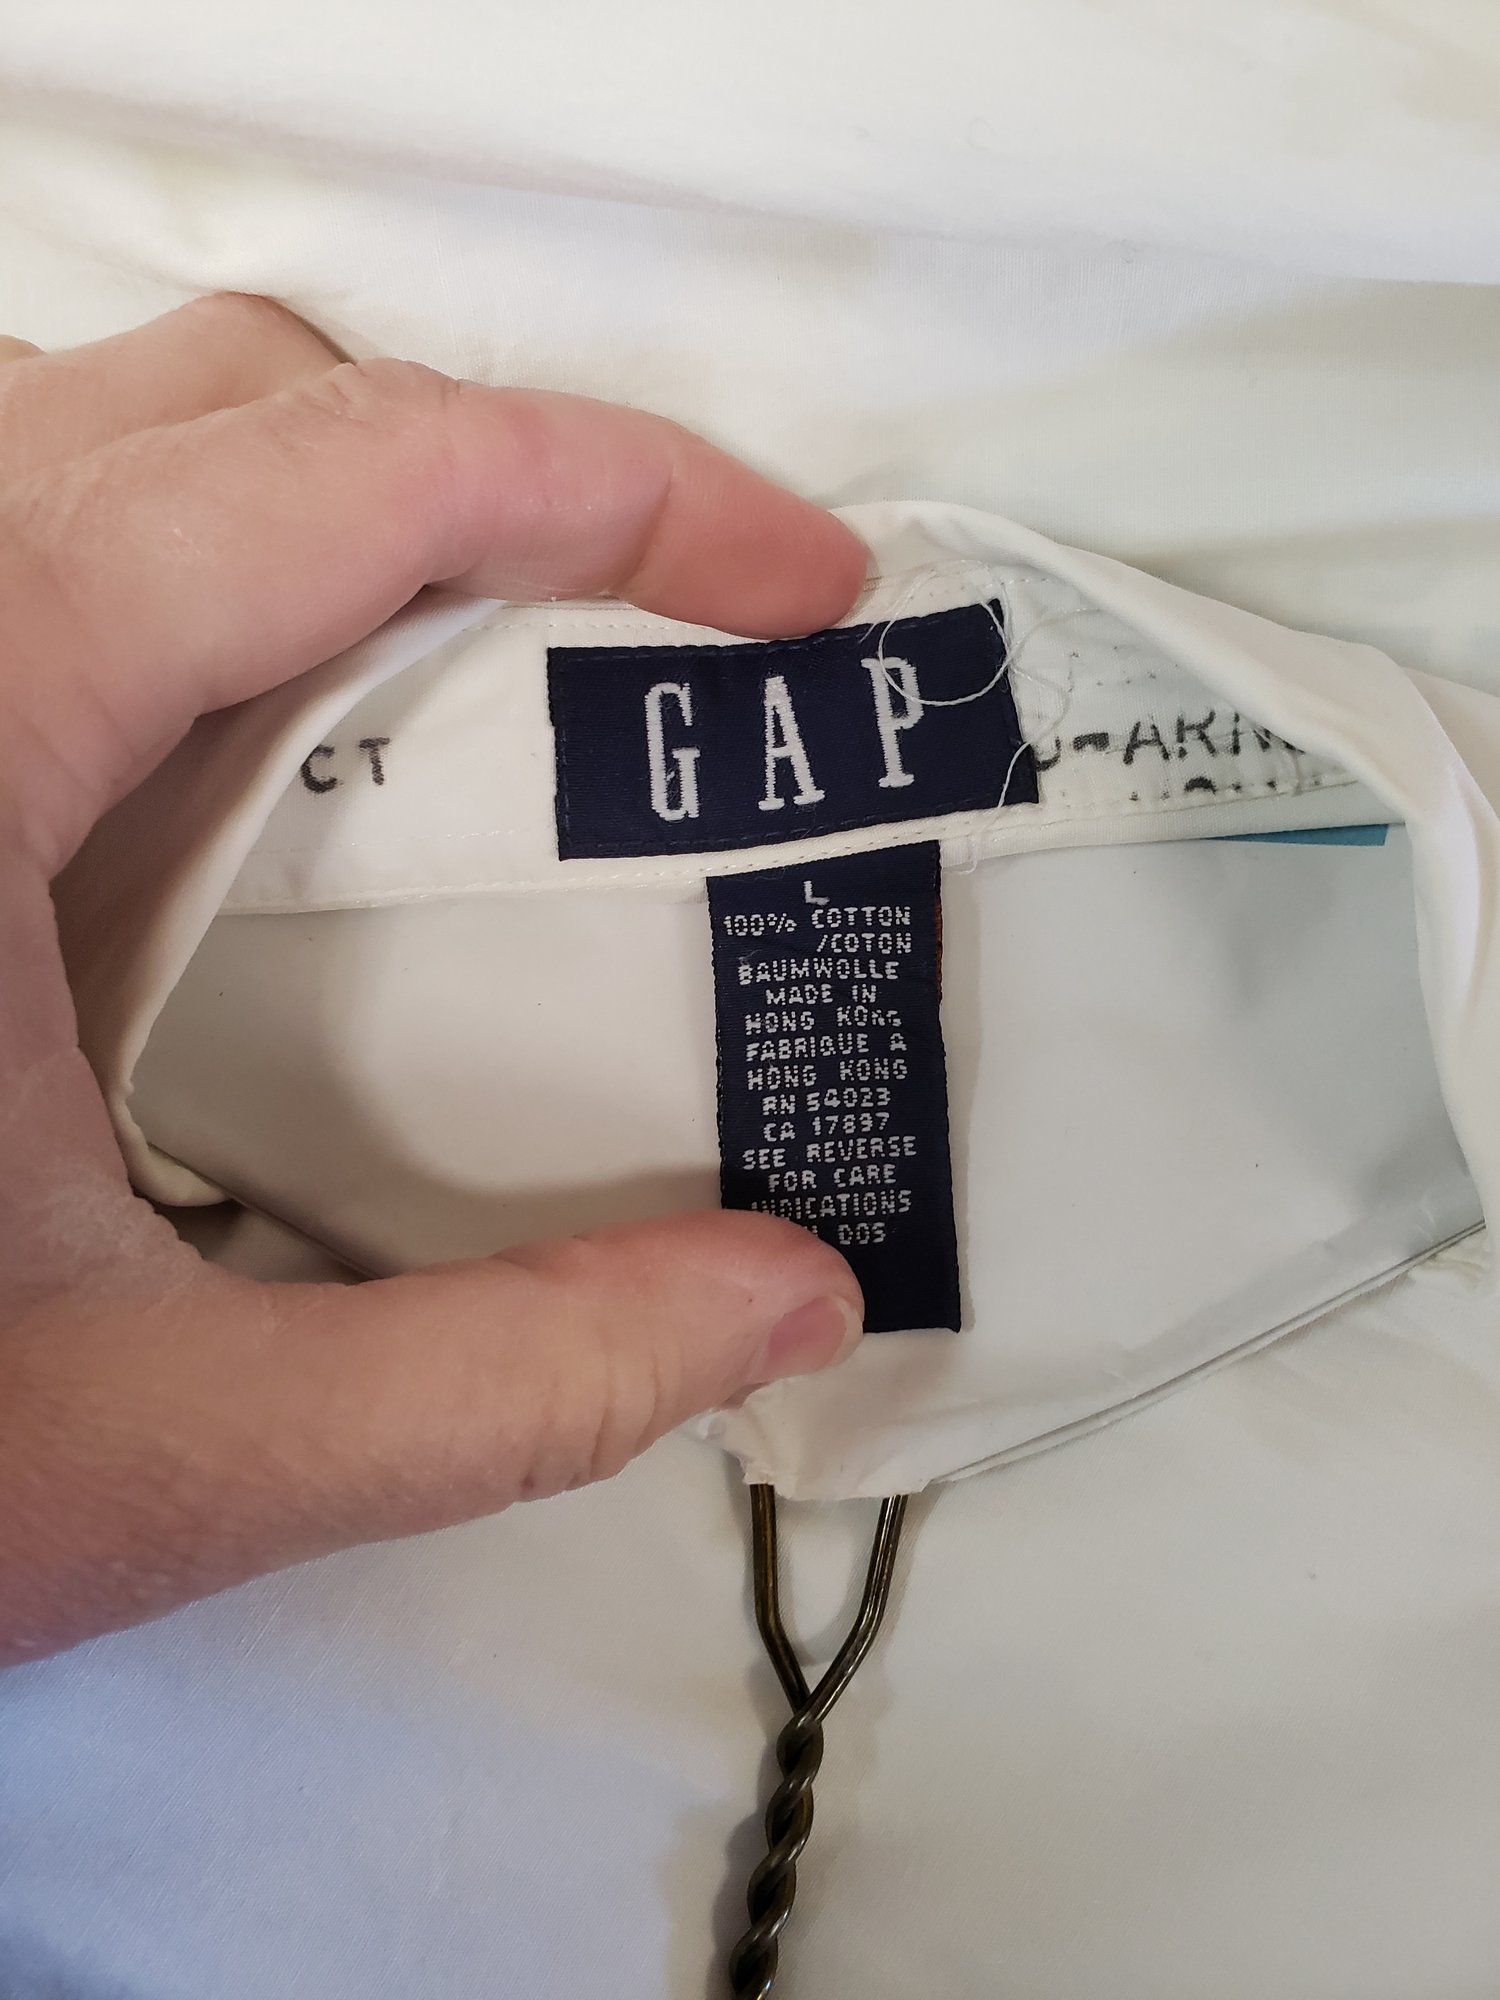 CT
GAP
L
100% COTTON
/COTON
BAUMWOLLE
MADE IN
HONG KONG
FABRIQUE A
HONG KONG
RN 54023
CA 17897
SEE REVERSE
FOR CARE
INDICATIONS
DOS